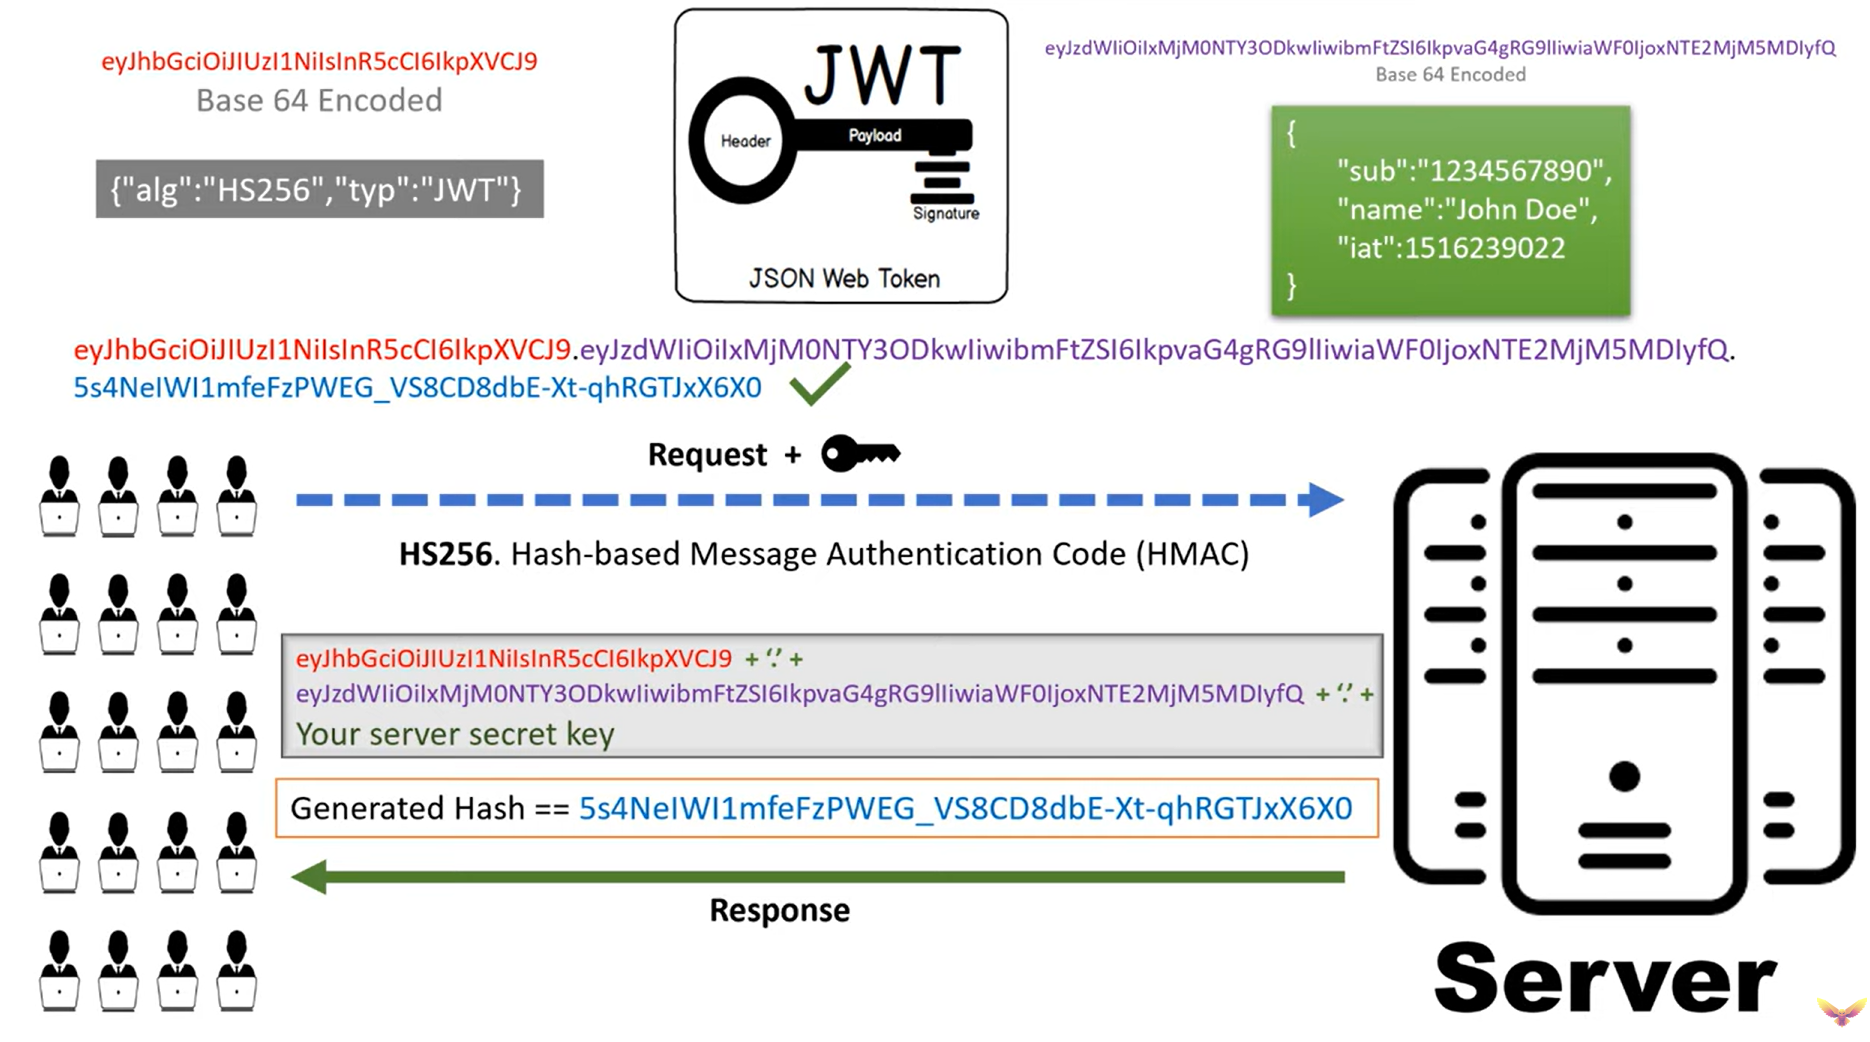 eyJhbGciOiJIUzI1NiIsInR5cCI6IkpXVCJ9
Base 64 Encoded
{"alg":"HS256","typ":"JWT"}
JWT
Header
Payload
Signature
JSON Web Token
eyJzdWIiOiIxMjM0NTY3ODkwIiwibmFtZSI6IkpvaG4gRG9lIiwiaWF0IjoxNTE2MjM5MDIyfQ
Base 64 Encoded
{
"sub":"1234567890",
"name":"John Doe",
"iat":1516239022
}
eyJhbGciOiJIUzI1NiIsInR5cCI6IkpXVCJ9.eyJzdWIiOiIxMjM0NTY3ODkwIiwibmFtZSI6IkpvaG4gRG9lIiwiaWF0IjoxNTE2MjM5MDIyfQ.
5s4NeIWI1mfeFzPWEG_VS8CD8dbE-Xt-qhRGTJxX6X0
Request +
HS256. Hash-based Message Authentication Code (HMAC)
eyJhbGciOiJIUzI1NiIsInR5cCI6IkpXVCJ9 + ‘.’ +
eyJzdWIiOiIxMjM0NTY3ODkwIiwibmFtZSI6IkpvaG4gRG9lIiwiaWF0IjoxNTE2MjM5MDIyfQ + ‘.’ +
Your server secret key
Generated Hash == 5s4NeIWI1mfeFzPWEG_VS8CD8dbE-Xt-qhRGTJxX6X0
Response
Server